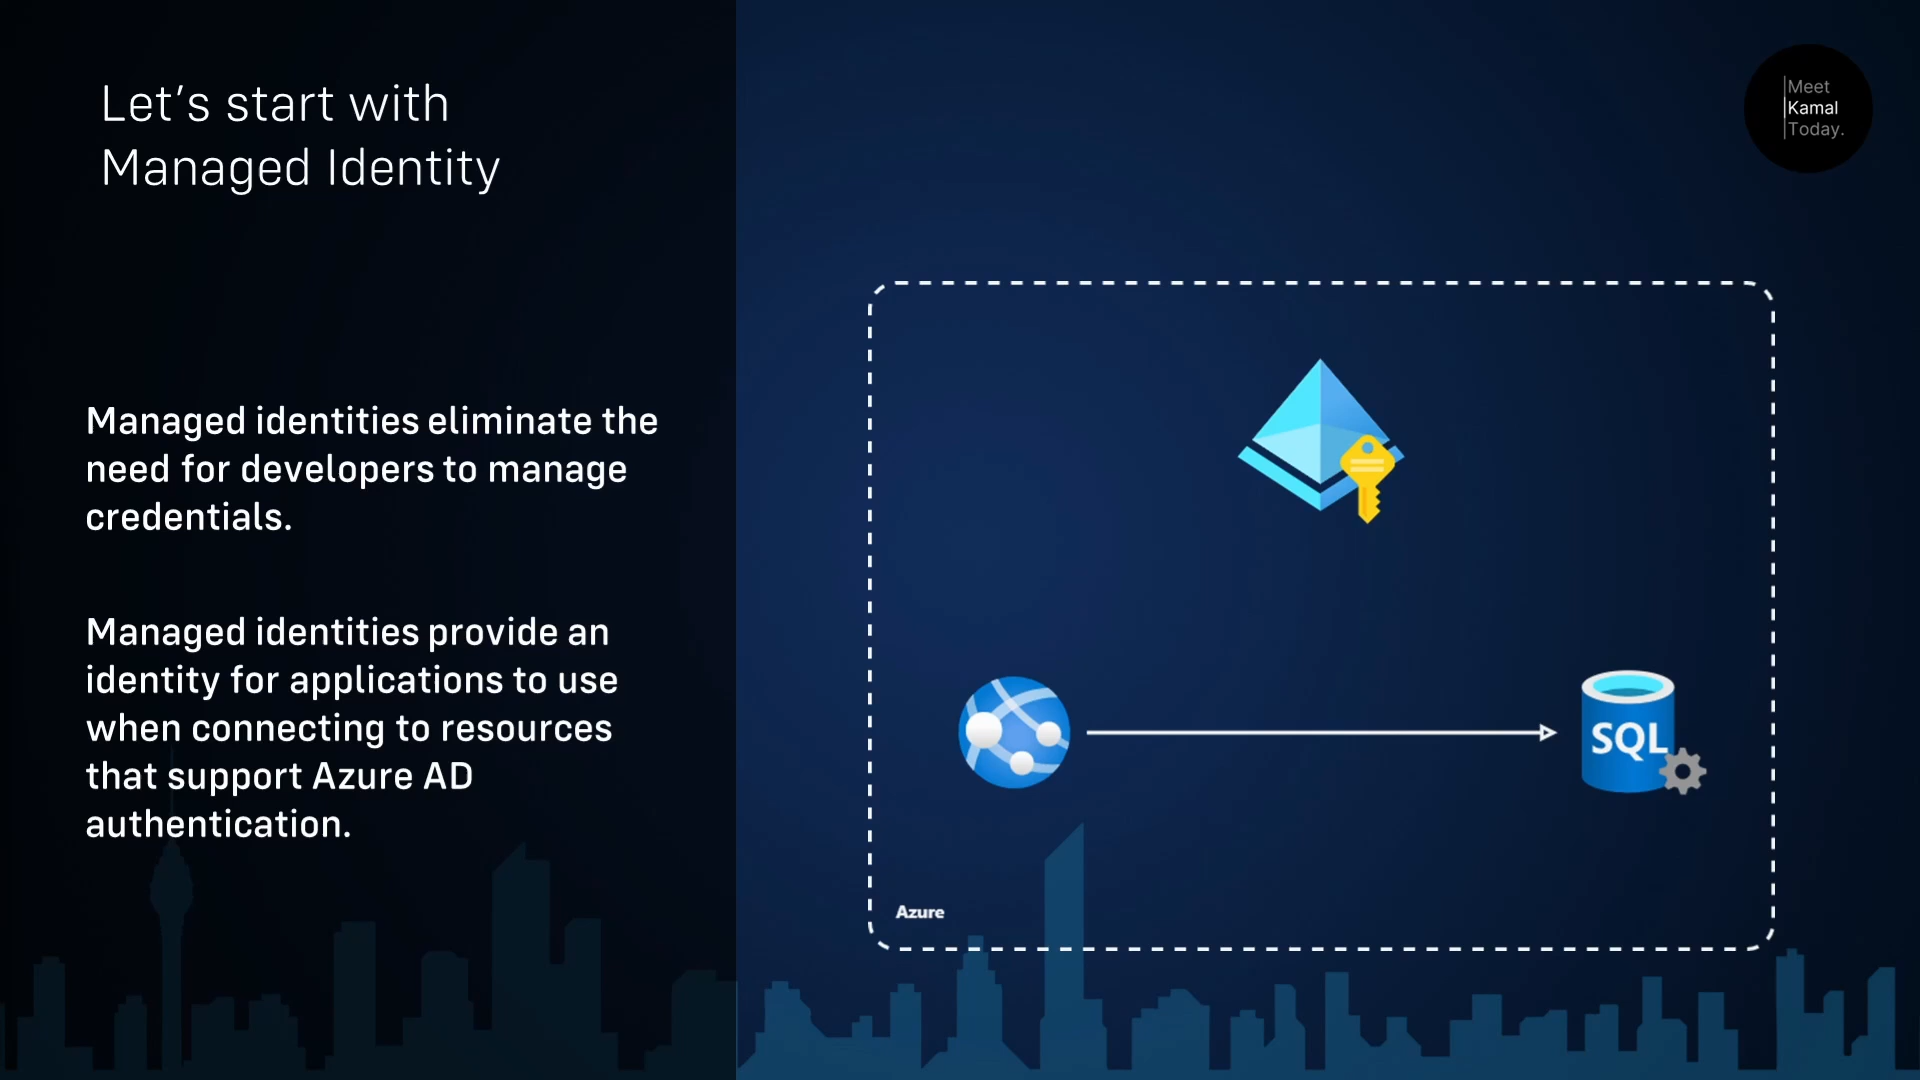 Let’s start with
Managed Identity
Meet
Kamal
Today.
Managed identities eliminate the
need for developers to manage
credentials.
Managed identities provide an
identity for applications to use
when connecting to resources
that support Azure AD
authentication.
SQL
Azure